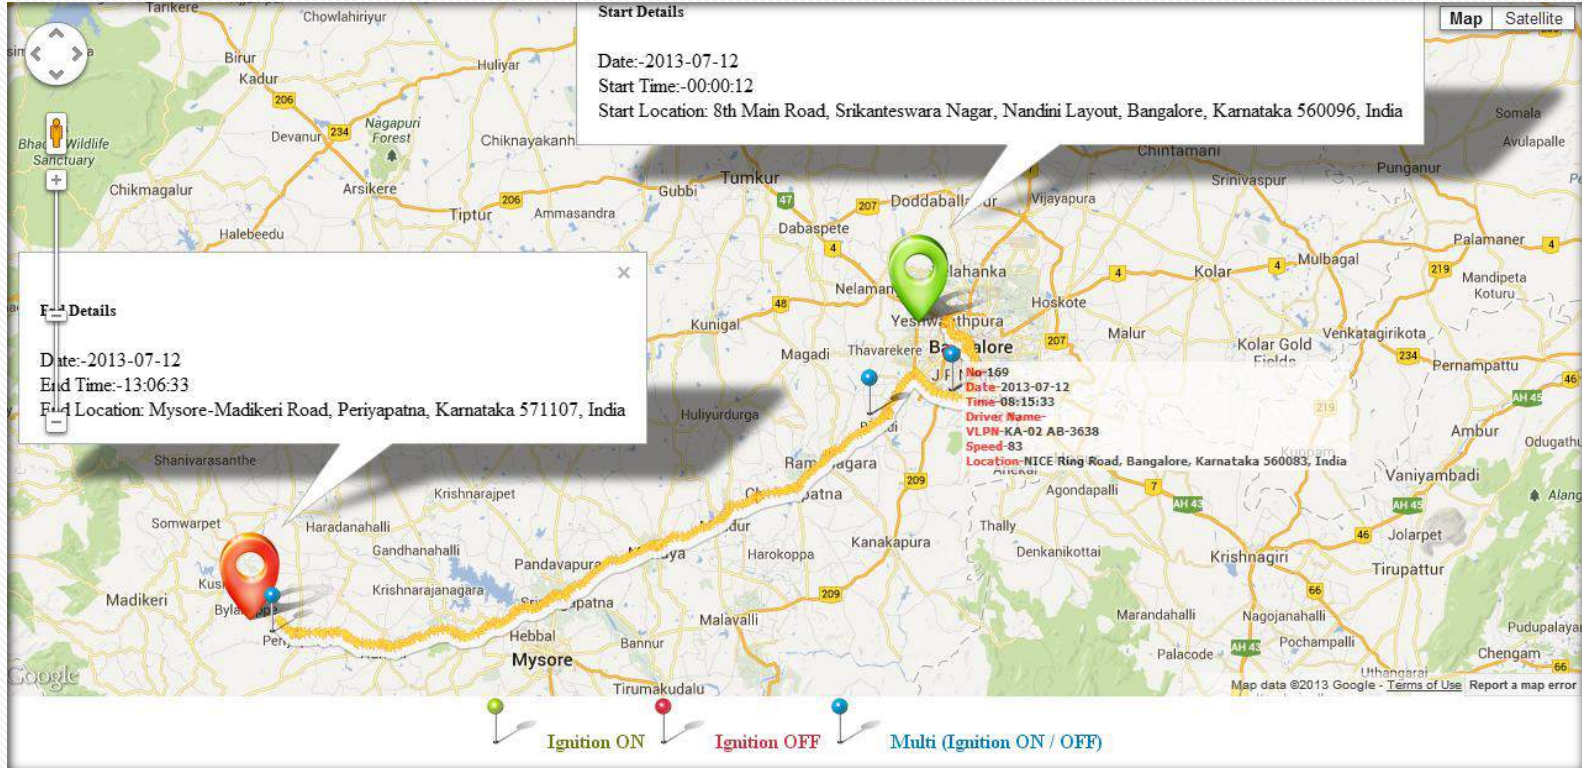 Start Details
Date:-2013-07-12
Start Time:-00:00:12
Start Location: 8th Main Road, Srikanteswara Nagar, Nandini Layout, Bangalore, Karnataka 560096, India
Map Satellite
Tarikere
Chowlahiriyur
Birur
Kadur
Huliyar
206
Nagapuri
Forest
Devanur
234
Chiknayakanh
Wildlife
Sanctuary
Chikmagalur
Arsikere
Tiptur
206
Ammasandra
Gubbi
Tumkur
47
207
Vijayapura
Chintamani
Srinivaspur
Punganur
Somala
Avulapalle
Halebeedu
Dabaspete
4
Palamaner
4
Mulbagal
4
Kolar
4
219
Mandipeta
Koturu
48
Hoskote
Kunigal
Malur
207
Magadi
Thavarekere
Kolar Gold
Fields
Venkatagirikota
234
Pernampattu
46
AH 45
End Details
Date:-2013-07-12
End Time:-13:06:33
End Location: Mysore-Madikeri Road, Periyapatna, Karnataka 571107, India
No-169
Date-2013-07-12
Time-08:15:33
Driver Name-
VLPN-KA-02 AB-3638
Speed-83
Location-NICE Ring Road, Bangalore, Karnataka 560083, India
219
Huliyurdurga
Ambur
Odugathu
Kuppam
Anekal
Shanivarasanthe
209
Agondapalli
7
AH 43
Vaniyambadi
AH 45
Alang
Krishnarajpet
Somwarpet
Haradanahalli
Gandhanahalli
Pandavapura
Harokoppa
Kanakapura
Thally
Denkanikottai
Krishnagiri
46
Jolarpet
Tirupattur
Madikeri
Krishnarajanagara
209
66
Malavalli
Marandahalli
Nagojanahalli
Pudupalaya
Hebbal
Bannur
Mysore
Palacode
AH 43
Pochampalli
Chengam
66
Uthangarai
Tirumakudalu
Google
Map data ©2013 Google - Terms of Use Report a map error
Ignition ON Ignition OFF Multi (Ignition ON / OFF)